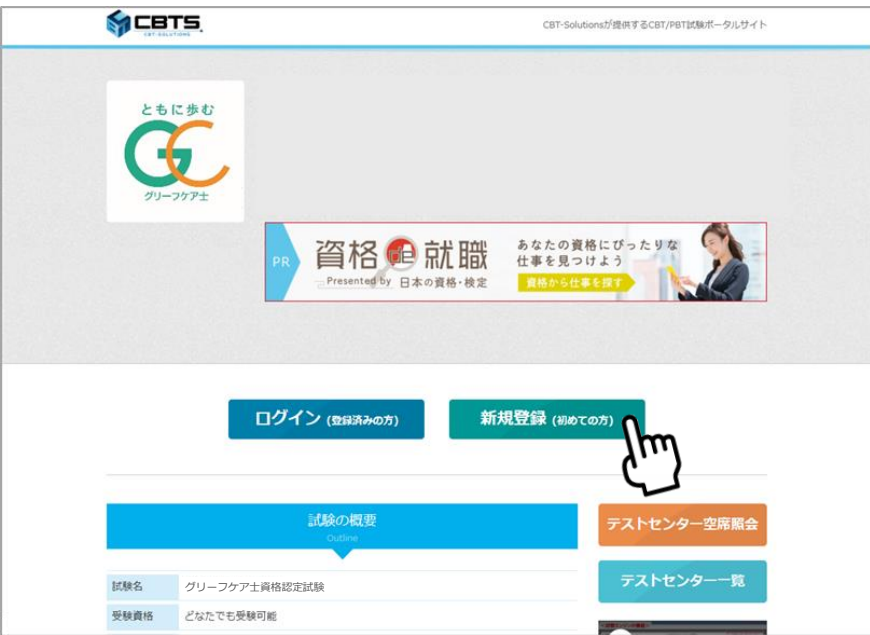 CBTS.
CBT-SOLUTIONS
CBT-Solutionsが提供するCBT/PBT試験ポータルサイト
ともに歩む
GC
グリーフケア士
PR
資格 de 就職
Presented by 日本の資格・検定
あなたの資格にぴったりな
仕事を見つけよう
資格から仕事を探す
ログイン (登録済みの方)
新規登録 (初めての方)
試験の概要
Outline
テストセンター空席照会
試験名 グリーフケア士資格認定試験
テストセンター一覧
受験資格 どなたでも受験可能